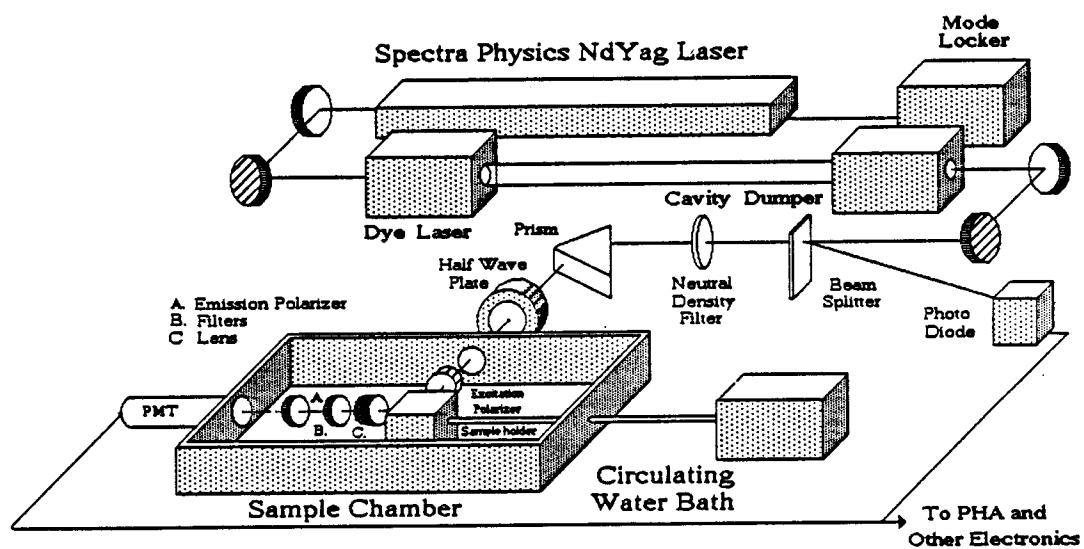 Mode
Locker
Spectra Physics NdYag Laser
Cavity Dumper
Dye Laser
Prism
Half Wave
Plate
Neutral
Density
Filter
Beam
Splitter
Photo
Diode
A. Emission Polarizer
B. Filters
C Lens
PMT
A
B.
C.
Excitation
Polarizer
Sample holder
Circulating
Water Bath
Sample Chamber
To PHA and
Other Electronics